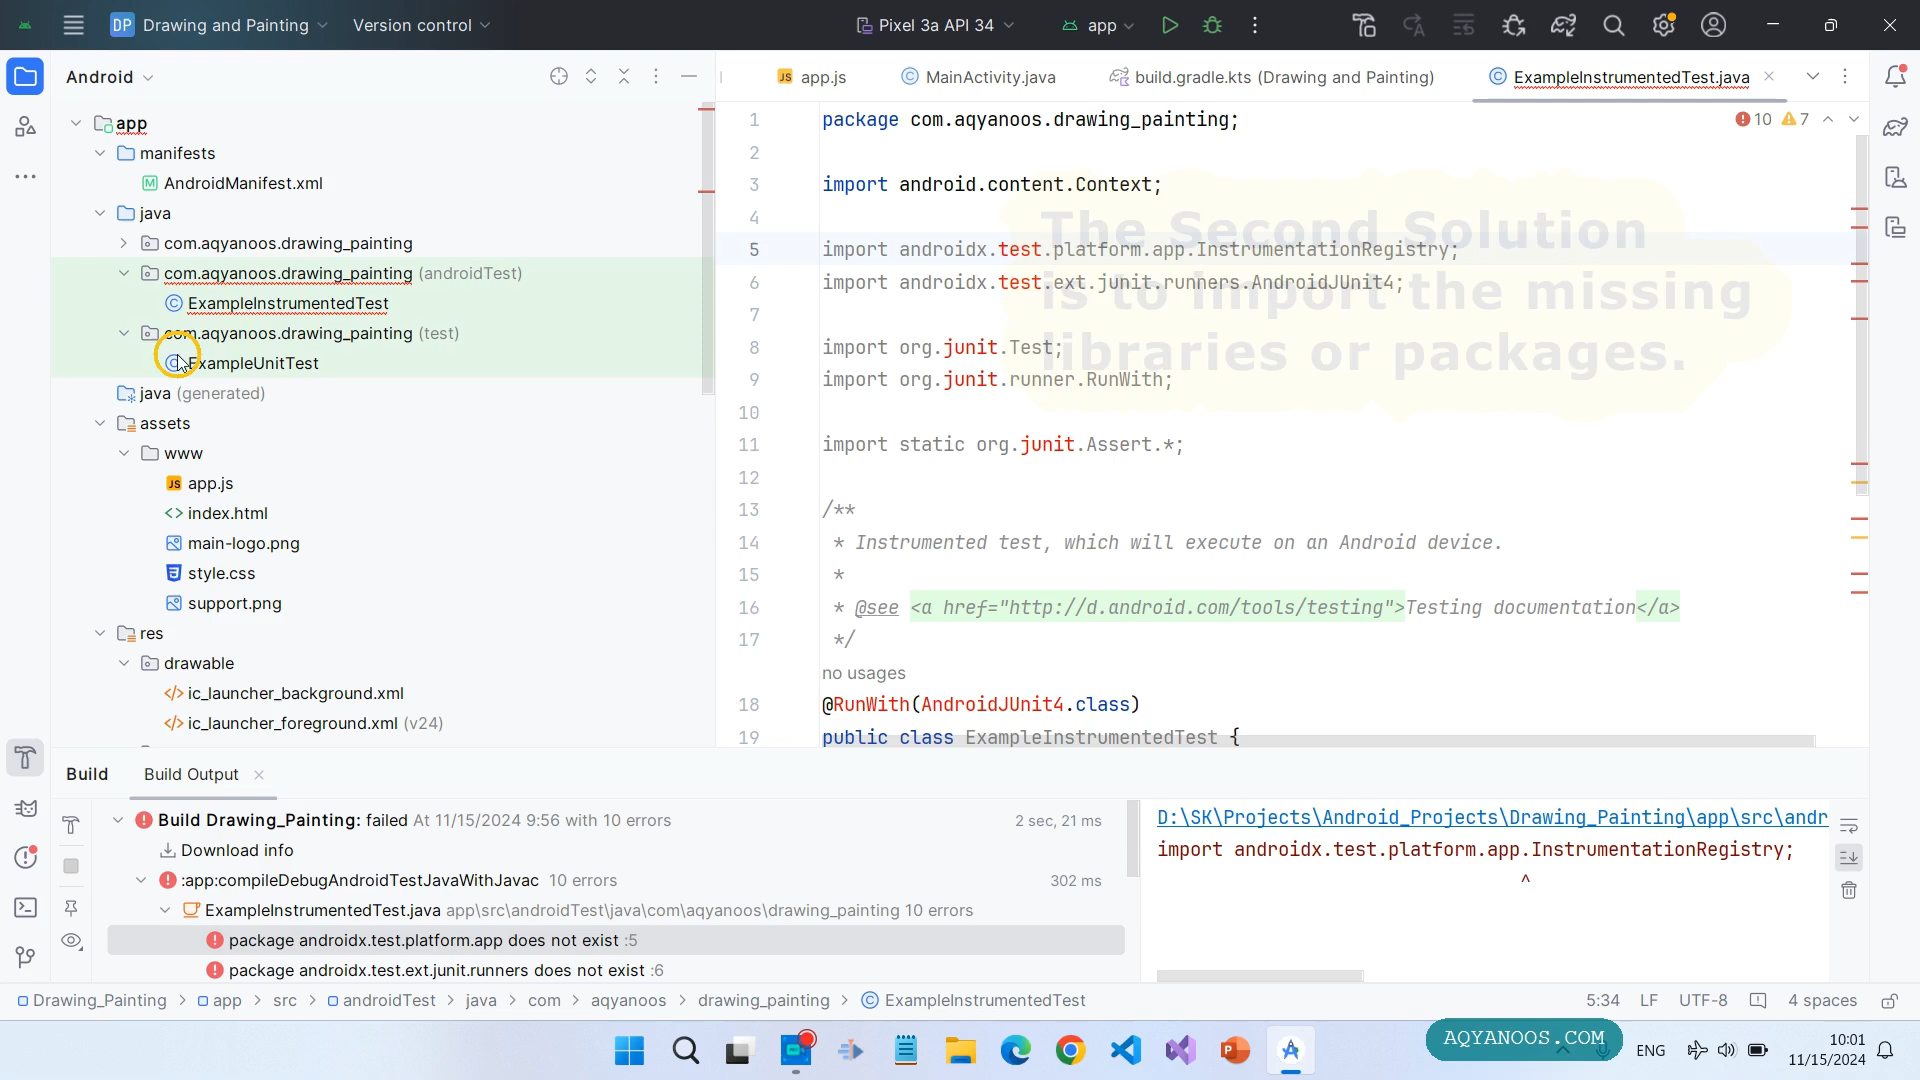 DP Drawing and Painting Version control Pixel 3a API 34 app
Android
app
manifests
AndroidManifest.xml
java
com.aqyanoos.drawing_painting
com.aqyanoos.drawing_painting (androidTest)
ExampleInstrumentedTest
com.aqyanoos.drawing_painting (test)
ExampleUnitTest
java (generated)
assets
www
app.js
index.html
main-logo.png
style.css
support.png
res
drawable
ic_launcher_background.xml
ic_launcher_foreground.xml (v24)
app.js MainActivity.java build.gradle.kts (Drawing and Painting) ExampleInstrumentedTest.java
10 7
1 package com.aqyanoos.drawing_painting;
2
3 import android.content.Context;
4
5 import androidx.test.platform.app.InstrumentationRegistry;
6 import androidx.test.ext.junit.runners.AndroidJUnit4;
7
8 import org.junit.Test;
9 import org.junit.runner.RunWith;
10
11 import static org.junit.Assert.*;
12
13 /**
14 * Instrumented test, which will execute on an Android device.
15 *
16 * @see <a href="http://d.android.com/tools/testing">Testing documentation</a>
17 */
no usages
18 @RunWith(AndroidJUnit4.class)
19 public class ExampleInstrumentedTest {
The Second Solution
is to import the missing
libraries or packages.
Build Build Output
Build Drawing_Painting: failed At 11/15/2024 9:56 with 10 errors 2 sec, 21 ms
Download info
:app:compileDebugAndroidTestJavaWithJavac 10 errors 302 ms
ExampleInstrumentedTest.java app\src\androidTest\java\com\aqyanoos\drawing_painting 10 errors
package androidx.test.platform.app does not exist :5
package androidx.test.ext.junit.runners does not exist :6
D:\SK\Projects\Android_Projects\Drawing_Painting\app\src\andr
import androidx.test.platform.app.InstrumentationRegistry;
^
Drawing_Painting > app > src > androidTest > java > com > aqyanoos > drawing_painting > ExampleInstrumentedTest 5:34 LF UTF-8 4 spaces
AQYANOOS.COM
ENG
10:01
11/15/2024